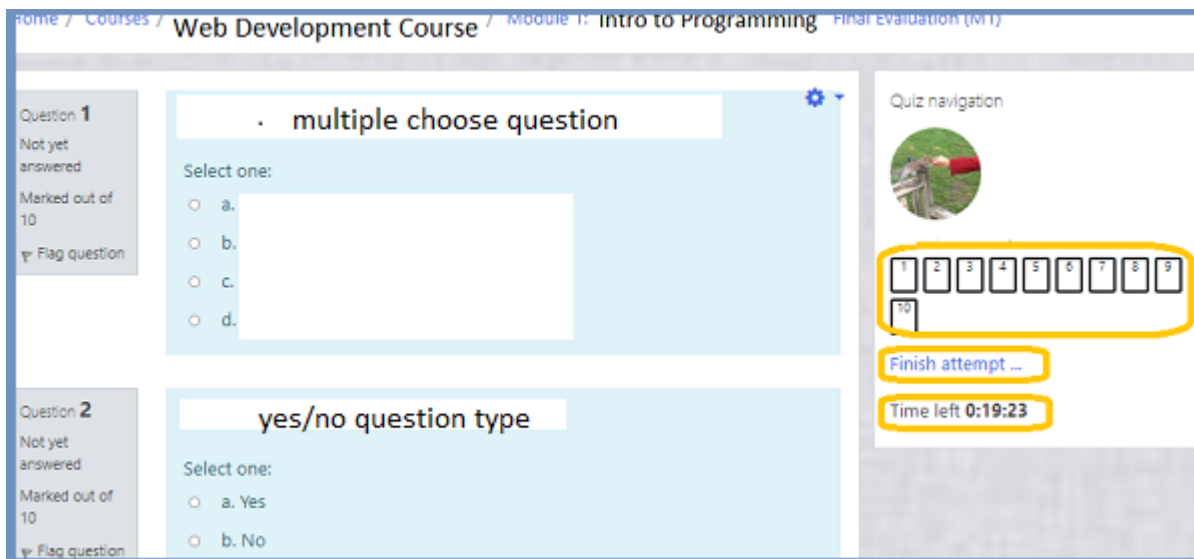 Home / Courses / Web Development Course / Module 1: Intro to Programming Final Evaluation (M1)
Question 1
Not yet
answered
Marked out of
10
Flag question
multiple choose question
Select one:
a.
b.
c.
d.
Question 2
Not yet
answered
Marked out of
10
Flag question
yes/no question type
Select one:
a. Yes
b. No
Quiz navigation
1 2 3 4 5 6 7 8 9
10
Finish attempt ...
Time left 0:19:23